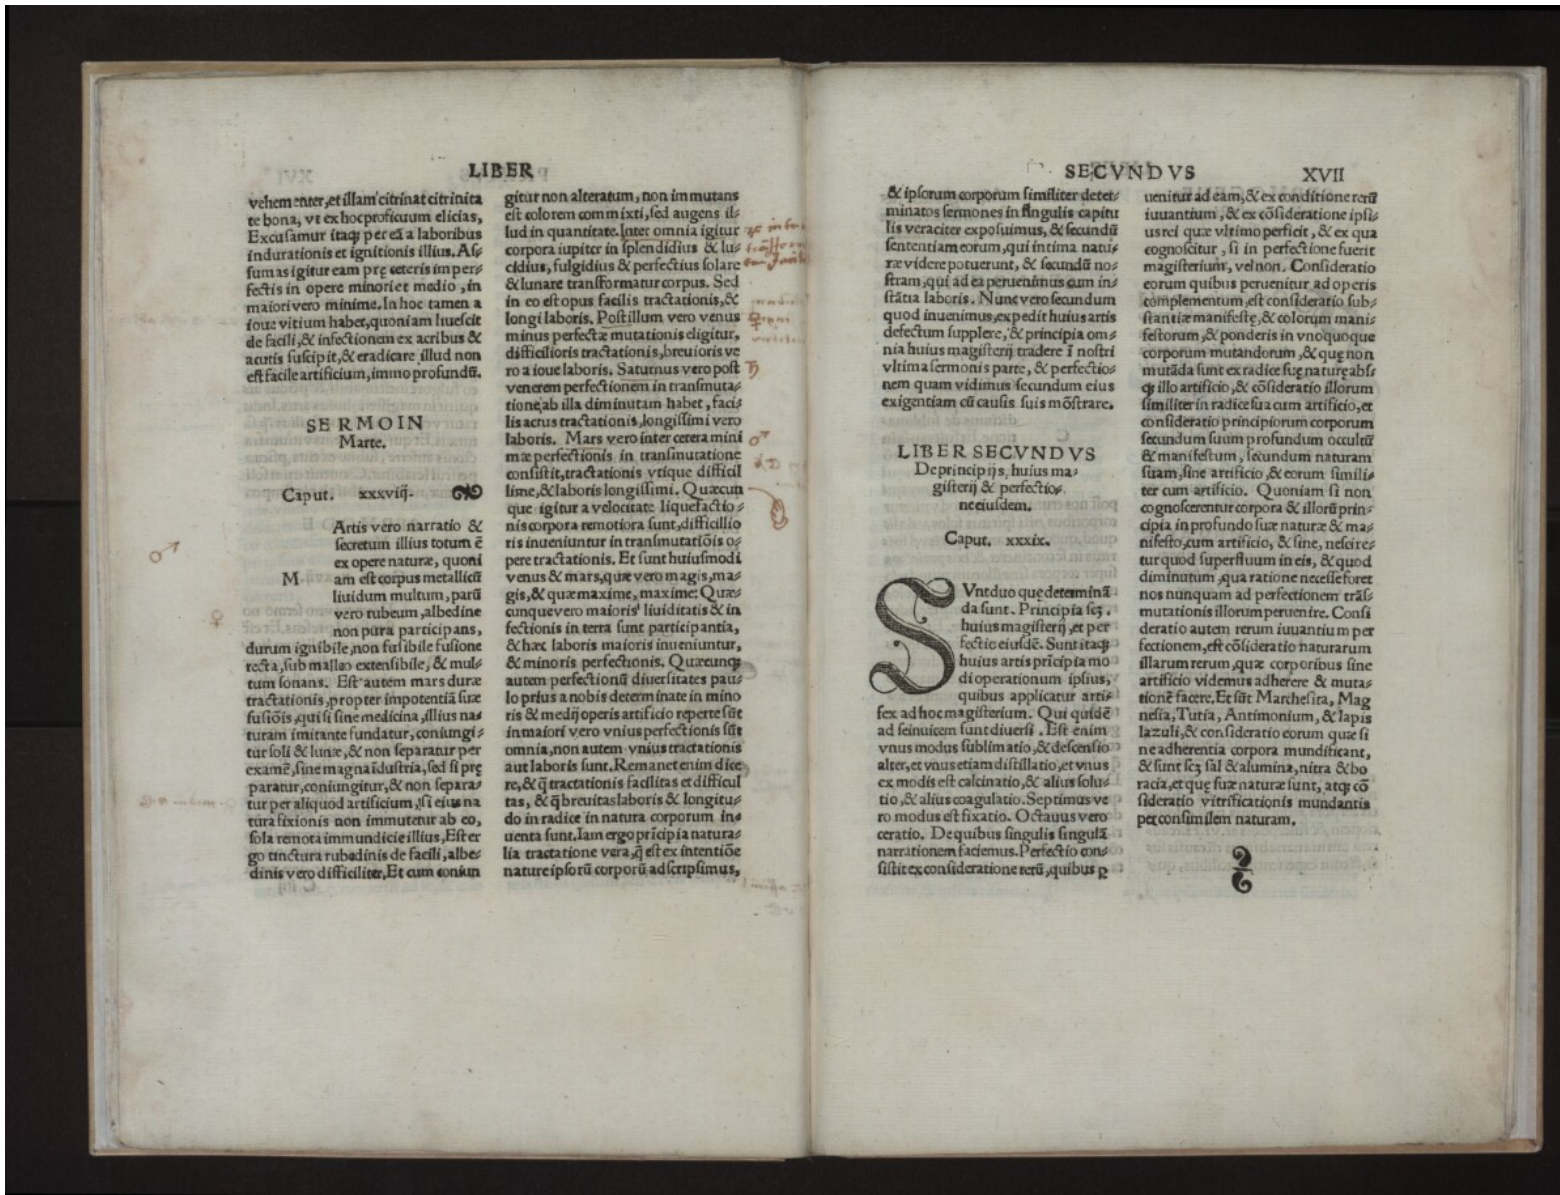 LIBER
vehementer,et illam citrinat citrinita
te bona, vt ex hoc proficuum elicias,
Excusamur itaq; per eã a laboribus
indurationis et ignitionis illius. As⸗
sumas igitur eam prę ceteris imper⸗
fectis in opere minori et medio, in
maiori vero minime. In hoc tamen a
ioue vitium habet,quoniam liuescit
de facili,& infectionem ex acribus &
acutis suscipit,& eradicare illud non
est facile artificium,immo profundũ.
SERMO IN
Marte.
Caput. xxxviij.
M
Artis vero narratio &
secretum illius totum ẽ
ex opere naturæ, quoni
am est corpus metallicũ
liuidum multum, parũ
vero rubeum,albedine
non pura participans,
durum ignibile,non fusibile fusione
recta,sub malleo extensibile, & mul⸗
tum sonans. Est autem mars duræ
tractationis,propter impotentiã suæ
fusiõis,qui si sine medicina,illius na⸗
turam imitante fundatur,coniungi⸗
tur soli & lunæ,& non separatur per
examẽ,sine magna ĩdustria,sed si prę
paratur,coniungitur,& non separa⸗
tur per aliquod artificium,si eius na
tura fixionis non immutetur ab eo,
sola remota immundicie illius,Est er
go tinctura rubedinis de facili,albe⸗
dinis vero difficiliter,Et cum coniun
gitur non alteratum,non immutans
est colorem commixti,sed augens il⸗
lud in quantitate.Inter omnia igitur
corpora iupiter in splendidius & lu⸗
cidius,fulgidius & perfectius solare
& lunare transformatur corpus. Sed
in eo est opus facilis tractationis,&
longi laboris. Post illum vero venus
minus perfectæ mutationis eligitur,
difficilioris tractationis,breuioris ve
ro a ioue laboris. Saturnus vero post
venerem perfectionem in transmuta⸗
tione,ab illa diminutam habet,faci⸗
lis actus tractationis,longissimi vero
laboris. Mars vero inter cetera mini
mæ perfectionis in transmutatione
consistit,tractationis vtique difficil
lime,& laboris longissimi. Quæcun
que igitur a velocitate liquefactio⸗
nis corpora remotiora sunt,difficillio
ris inueniuntur in transmutatiõis o⸗
pere tractationis. Et sunt huiusmodi
venus & mars,quæ vero magis,ma⸗
gis,& quæ maxime,maxime: Quæ⸗
cunque vero maioris liuiditatis & in
fectionis in terra sunt participantia,
& hæc laboris maioris inueniuntur,
& minoris perfectionis. Quæcunq;
autem perfectionũ diuersitates pau⸗
lo prius a nobis determinate in mino
ris & medij operis artificio reperte sũt
in maiori vero vnius perfectionis sũt
omnia,non autem vnius tractationis
aut laboris sunt.Remanet enim dice
re,& q̃ tractationis facilitas et difficul
tas, & q̃ breuitas laboris & longitu⸗
do in radice in natura corporum in⸗
uenta sunt.Iam ergo prĩcipia natura⸗
lia tractatione vera,q̃ est ex intentiõe
nature ipsorũ corporũ adscripsimus,
♀
♄
♂
♂
♀
SECVNDVS XVII
& ipsorum corporum similiter deter⸗
minatos sermones in singulis capitu
lis veraciter exposuimus, & secundũ
sententiam eorum,qui intima natu⸗
ræ videre potuerunt, & secundũ no⸗
stram,qui ad ea peruenimus cum in⸗
stãtia laboris. Nunc vero secundum
quod inuenimus,expedit huius artis
defectum supplere, & principia om⸗
nia huius magisterij tradere ĩ nostri
vltima sermonis parte, & perfectio⸗
nem quam vidimus secundum eius
exigentiam cũ causis suis mõstrare.
LIBER SECVNDVS
De principijs huius ma⸗
gisterij & perfectio⸗
ne eiusdem.
Caput. xxxix.
SVnt duo quę determinã
da sunt. Principia scʒ.
huius magisterij,et per
fectio eiusdẽ. Sunt itaq;
huius artis prĩcipia mo
di operationum ipsius,
quibus applicatur arti⸗
fex ad hoc magisterium. Qui quidẽ
ad seinuicem sunt diuersi. Est enim
vnus modus sublimatio,& descensio
alter,et vnus etiam distillatio,et vnus
ex modis est calcinatio,& alius solu⸗
tio,& alius coagulatio. Septimus ve
ro modus est fixatio. Octauus vero
ceratio. De quibus singulis singulã
narrationem faciemus. Perfectio con⸗
sistit ex consideratione rerũ,quibus ꝑ
uenitur ad eam,& ex conditione rerũ
iuuantium,& ex cõsideratione ipsi⸗
us rei quæ vltimo perficit, & ex qua
cognoscitur, si in perfectione fuerit
magisterium, vel non. Consideratio
eorum quibus peruenitur ad operis
complementum,est consideratio sub⸗
stantiæ manifestę,& colorum mani⸗
festorum,& ponderis in vnoquoque
corporum mutandorum,& quę non
mutãda sunt ex radice suę naturę abs⸗
q; illo artificio,& cõsideratio illorum
similiter in radice sua cum artificio,et
consideratio principiorum corporum
secundum suum profundum occultũ
& manifestum, secundum naturam
suam,sine artificio,& eorum simili⸗
ter cum artificio. Quoniam si non
cognoscerentur corpora & illorũ prin⸗
cipia in profundo suæ naturæ & ma⸗
nifesto,cum artificio, & sine, nescire⸗
tur quod superfluum in eis, & quod
diminutum,qua ratione necesse foret
nos nunquam ad perfectionem trãs⸗
mutationis illorum peruenire. Consi
deratio autem rerum iuuantium per
fectionem,est cõsideratio naturarum
illarum rerum,quæ corporibus sine
artificio videmus adherere & muta⸗
tionẽ facere.Et sũt Marchesita, Mag
nesia,Tutia, Antimonium, & lapis
lazuli,& consideratio eorum quæ si
ne adherentia corpora mundificant,
& sunt scʒ sal & alumina,nitra & bo
racia,et quę suæ naturæ sunt, atq; cõ
sideratio vitrificationis mundantis
per consimilem naturam.